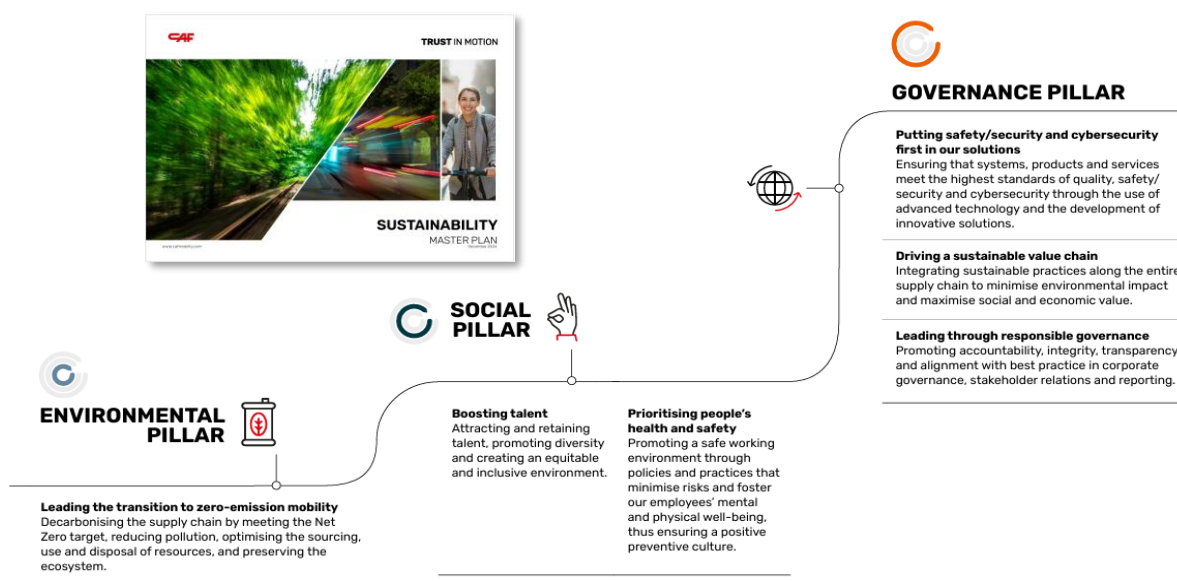 CAF
TRUST IN MOTION
SUSTAINABILITY
MASTER PLAN
GOVERNANCE PILLAR
Putting safety/security and cybersecurity
first in our solutions
Ensuring that systems, products and services
meet the highest standards of quality, safety/
security and cybersecurity through the use of
advanced technology and the development of
innovative solutions.
Driving a sustainable value chain
Integrating sustainable practices along the entire
supply chain to minimise environmental impact
and maximise social and economic value.
Leading through responsible governance
Promoting accountability, integrity, transparency
and alignment with best practice in corporate
governance, stakeholder relations and reporting.
SOCIAL
PILLAR
Boosting talent
Attracting and retaining
talent, promoting diversity
and creating an equitable
and inclusive environment.
Prioritising people’s
health and safety
Promoting a safe working
environment through
policies and practices that
minimise risks and foster
our employees’ mental
and physical well-being,
thus ensuring a positive
preventive culture.
ENVIRONMENTAL
PILLAR
Leading the transition to zero-emission mobility
Decarbonising the supply chain by meeting the Net
Zero target, reducing pollution, optimising the sourcing,
use and disposal of resources, and preserving the
ecosystem.